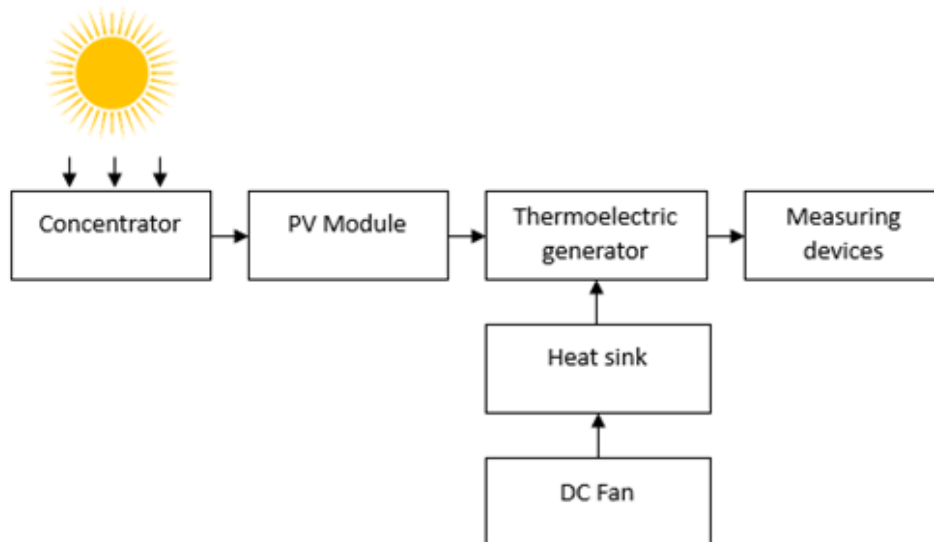 Concentrator
PV Module
Thermoelectric
generator
Measuring
devices
Heat sink
DC Fan